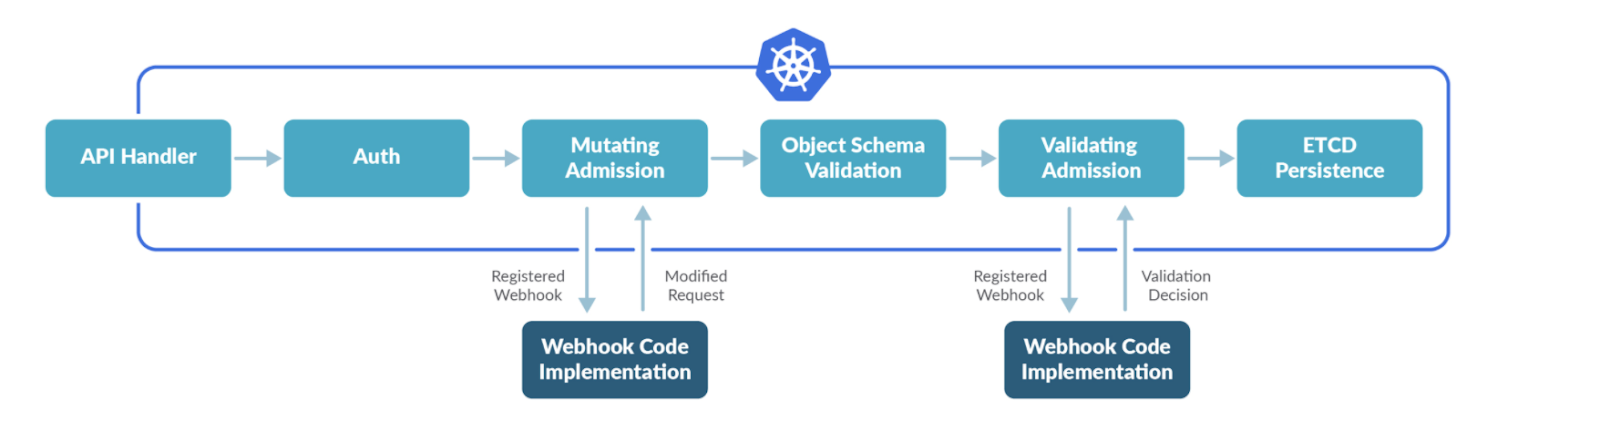 API Handler
Auth
Mutating
Admission
Object Schema
Validation
Validating
Admission
ETCD
Persistence
Registered
Webhook
Modified
Request
Registered
Webhook
Validation
Decision
Webhook Code
Implementation
Webhook Code
Implementation